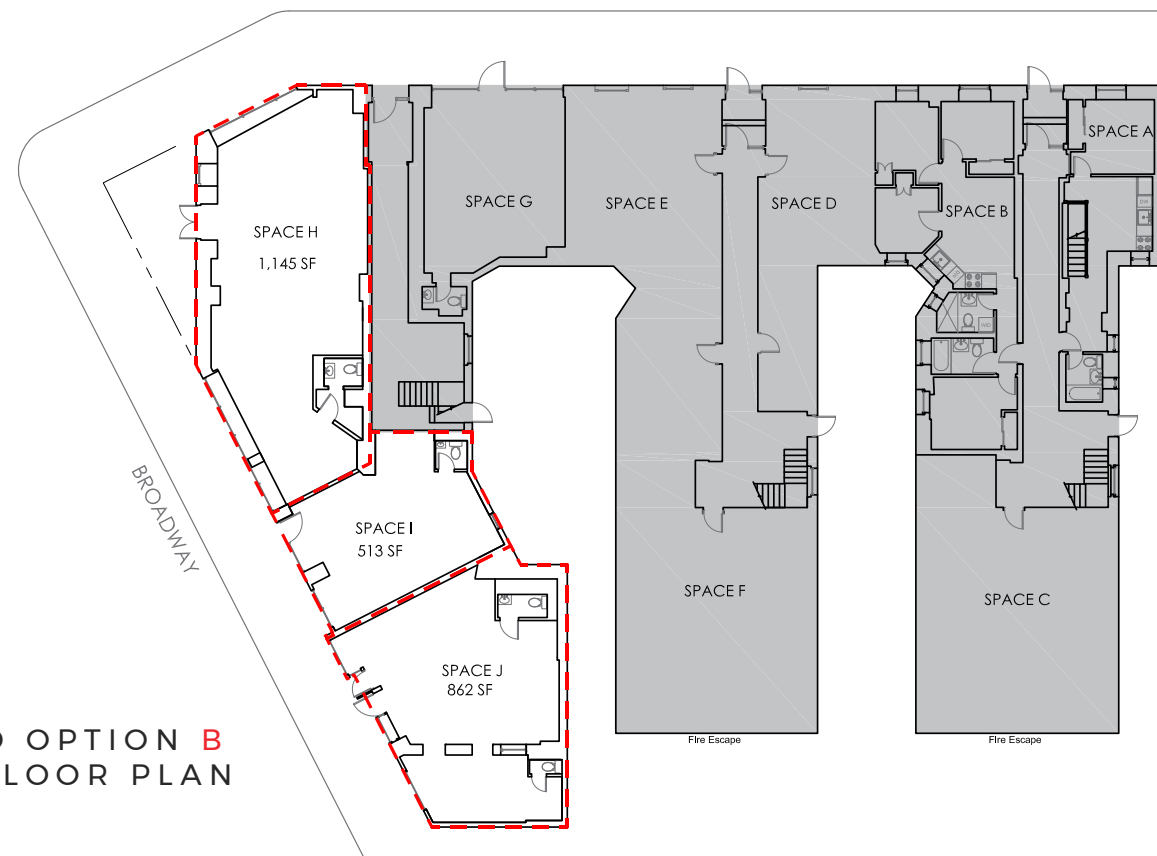 SPACE A
SPACE G
SPACE E
SPACE D
SPACE B
SPACE H
1,145 SF
BROADWAY
SPACE I
513 SF
SPACE F
SPACE C
SPACE J
862 SF
OPTION B
LOOR PLAN
FIre Escape
FIre Escape